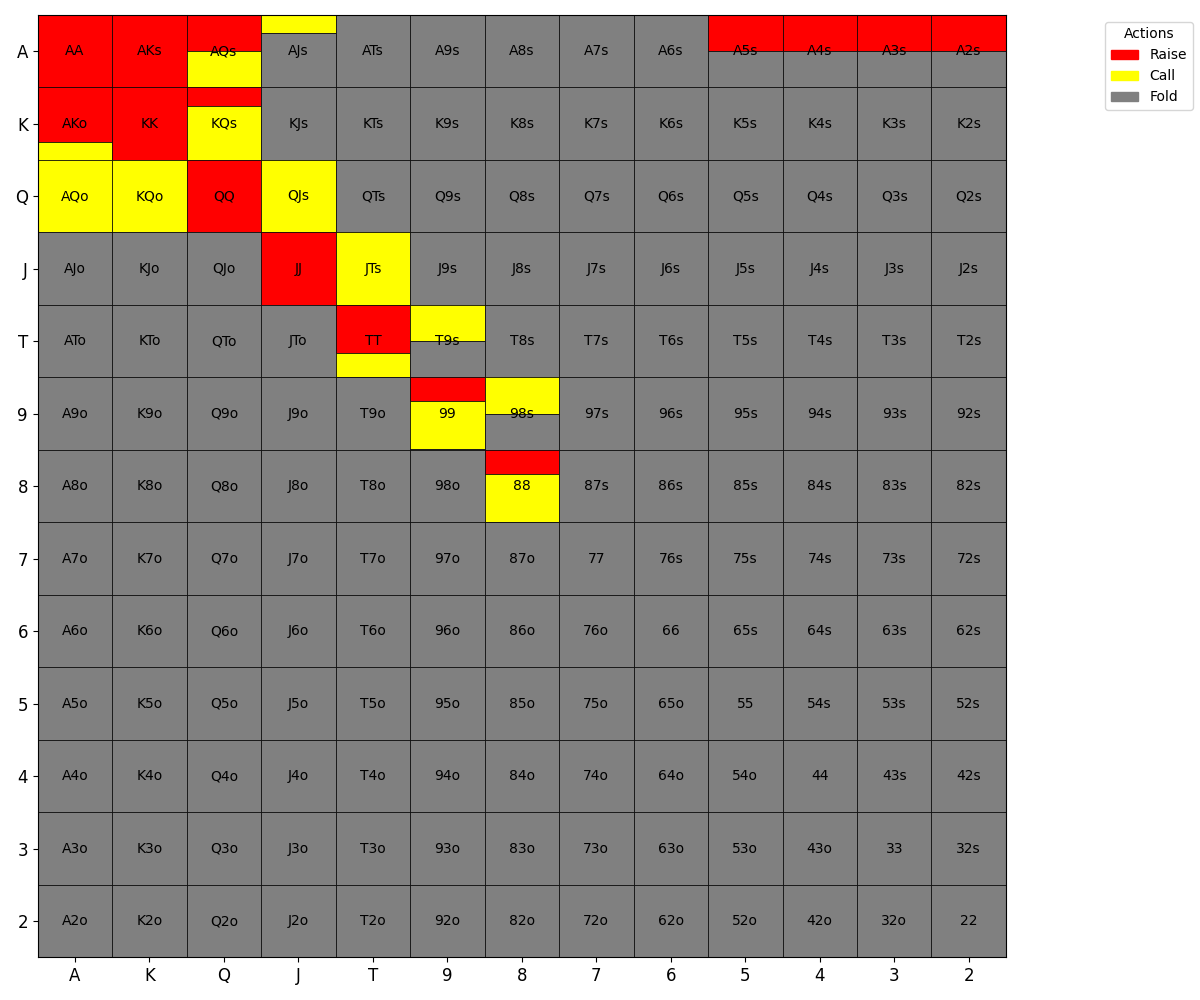 Actions
Raise
Call
Fold
A AA AKs AQs AJs ATs A9s A8s A7s A6s A5s A4s A3s A2s
K AKo KK KQs KJs KTs K9s K8s K7s K6s K5s K4s K3s K2s
Q AQo KQo QQ QJs QTs Q9s Q8s Q7s Q6s Q5s Q4s Q3s Q2s
J AJo KJo QJo JJ JTs J9s J8s J7s J6s J5s J4s J3s J2s
T ATo KTo QTo JTo TT T9s T8s T7s T6s T5s T4s T3s T2s
9 A9o K9o Q9o J9o T9o 99 98s 97s 96s 95s 94s 93s 92s
8 A8o K8o Q8o J8o T8o 98o 88 87s 86s 85s 84s 83s 82s
7 A7o K7o Q7o J7o T7o 97o 87o 77 76s 75s 74s 73s 72s
6 A6o K6o Q6o J6o T6o 96o 86o 76o 66 65s 64s 63s 62s
5 A5o K5o Q5o J5o T5o 95o 85o 75o 65o 55 54s 53s 52s
4 A4o K4o Q4o J4o T4o 94o 84o 74o 64o 54o 44 43s 42s
3 A3o K3o Q3o J3o T3o 93o 83o 73o 63o 53o 43o 33 32s
2 A2o K2o Q2o J2o T2o 92o 82o 72o 62o 52o 42o 32o 22
A K Q J T 9 8 7 6 5 4 3 2